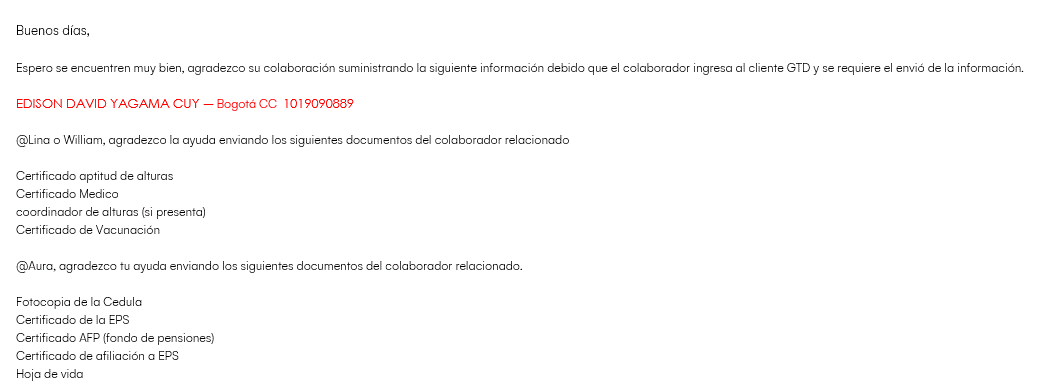 Buenos días,
Espero se encuentren muy bien, agradezco su colaboración suministrando la siguiente información debido que el colaborador ingresa al cliente GTD y se requiere el envió de la información.
EDISON DAVID YAGAMA CUY – Bogotá CC 1019090889
@Lina o William, agradezco la ayuda enviando los siguientes documentos del colaborador relacionado
Certificado aptitud de alturas
Certificado Medico
coordinador de alturas (si presenta)
Certificado de Vacunación
@Aura, agradezco tu ayuda enviando los siguientes documentos del colaborador relacionado.
Fotocopia de la Cedula
Certificado de la EPS
Certificado AFP (fondo de pensiones)
Certificado de afiliación a EPS
Hoja de vida